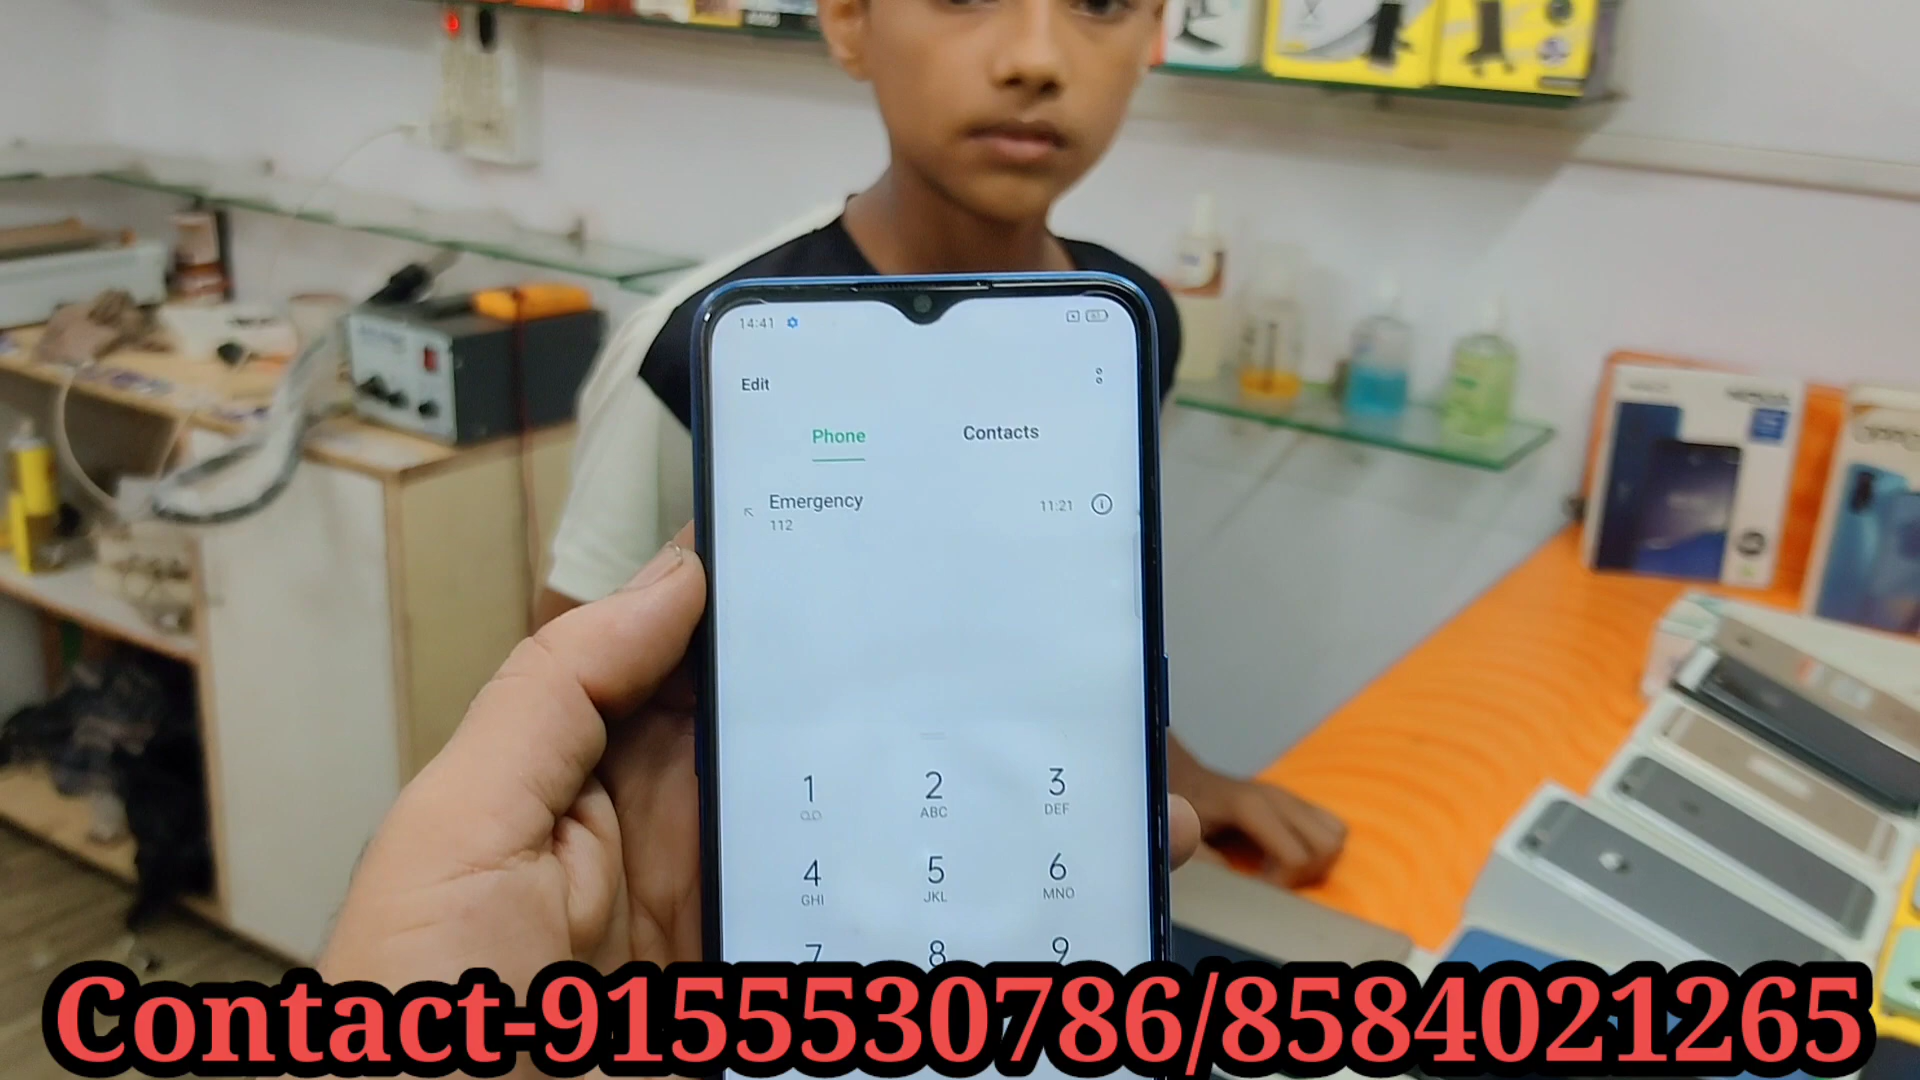 14:41
Edit
Phone Contacts
Emergency 11:21
112
1 2 3
ABC DEF
4 5 6
GHI JKL MNO
7 8 9
Contact-9155530786/8584021265